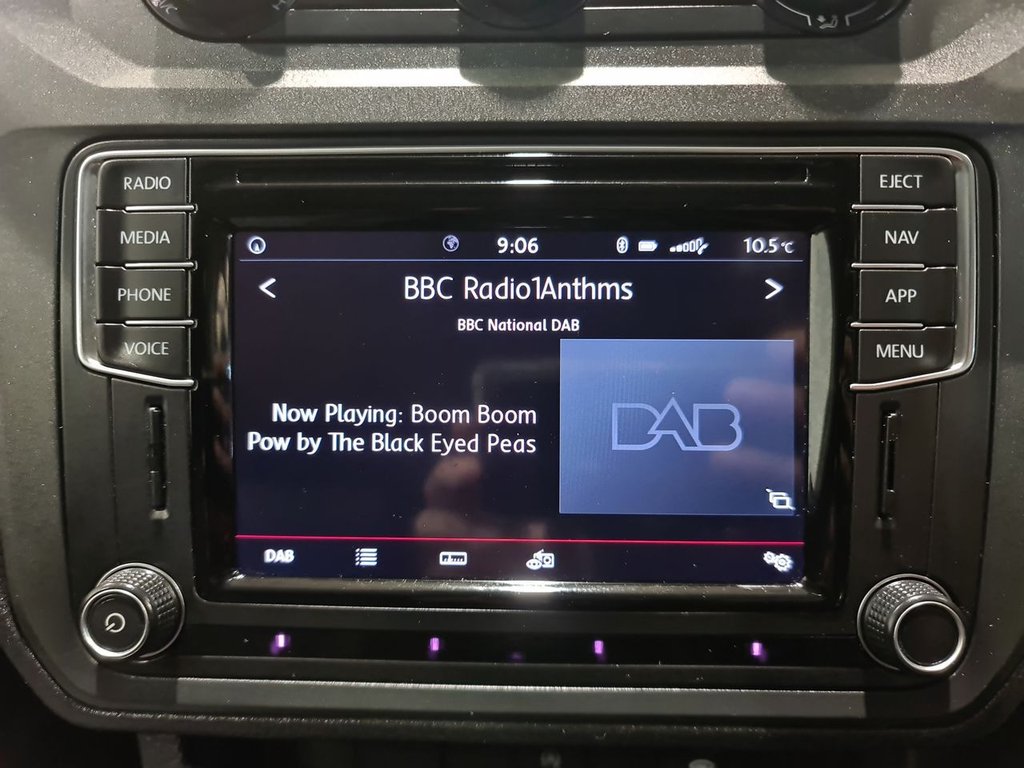 RADIO
EJECT
MEDIA
NAV
PHONE
APP
VOICE
MENU
9:06
10.5°C
< BBC Radio1Anthms >
BBC National DAB
Now Playing: Boom Boom
Pow by The Black Eyed Peas
DAB
DAB